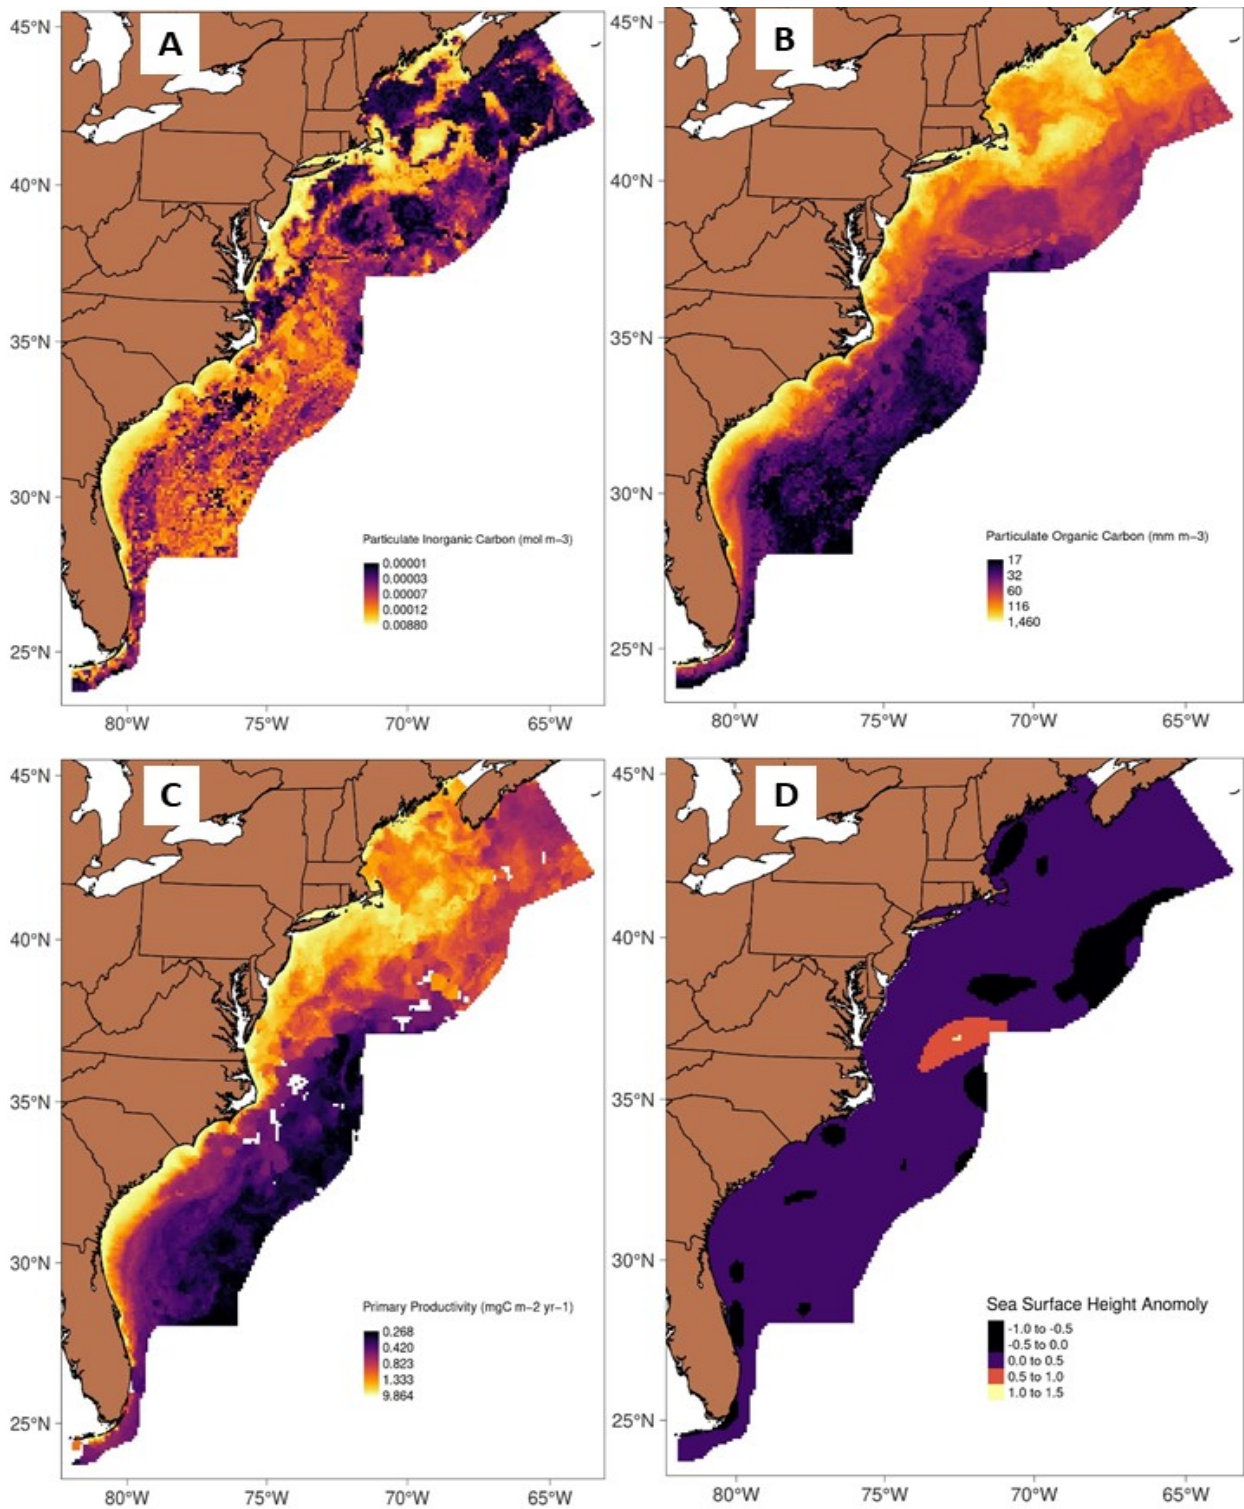 A
B
45°N
40°N
35°N
30°N
25°N
Particulate Inorganic Carbon (mol m−3)
0.00001
0.00003
0.00007
0.00012
0.00880
80°W
75°W
70°W
65°W
45°N
40°N
35°N
30°N
25°N
Particulate Organic Carbon (mm m−3)
17
32
60
116
1,460
80°W
75°W
70°W
65°W
C
D
45°N
40°N
35°N
30°N
25°N
Primary Productivity (mgC m−2 yr−1)
0.268
0.420
0.823
1.333
9.864
80°W
75°W
70°W
65°W
45°N
40°N
35°N
30°N
25°N
Sea Surface Height Anomoly
-1.0 to -0.5
-0.5 to 0.0
0.0 to 0.5
0.5 to 1.0
1.0 to 1.5
80°W
75°W
70°W
65°W